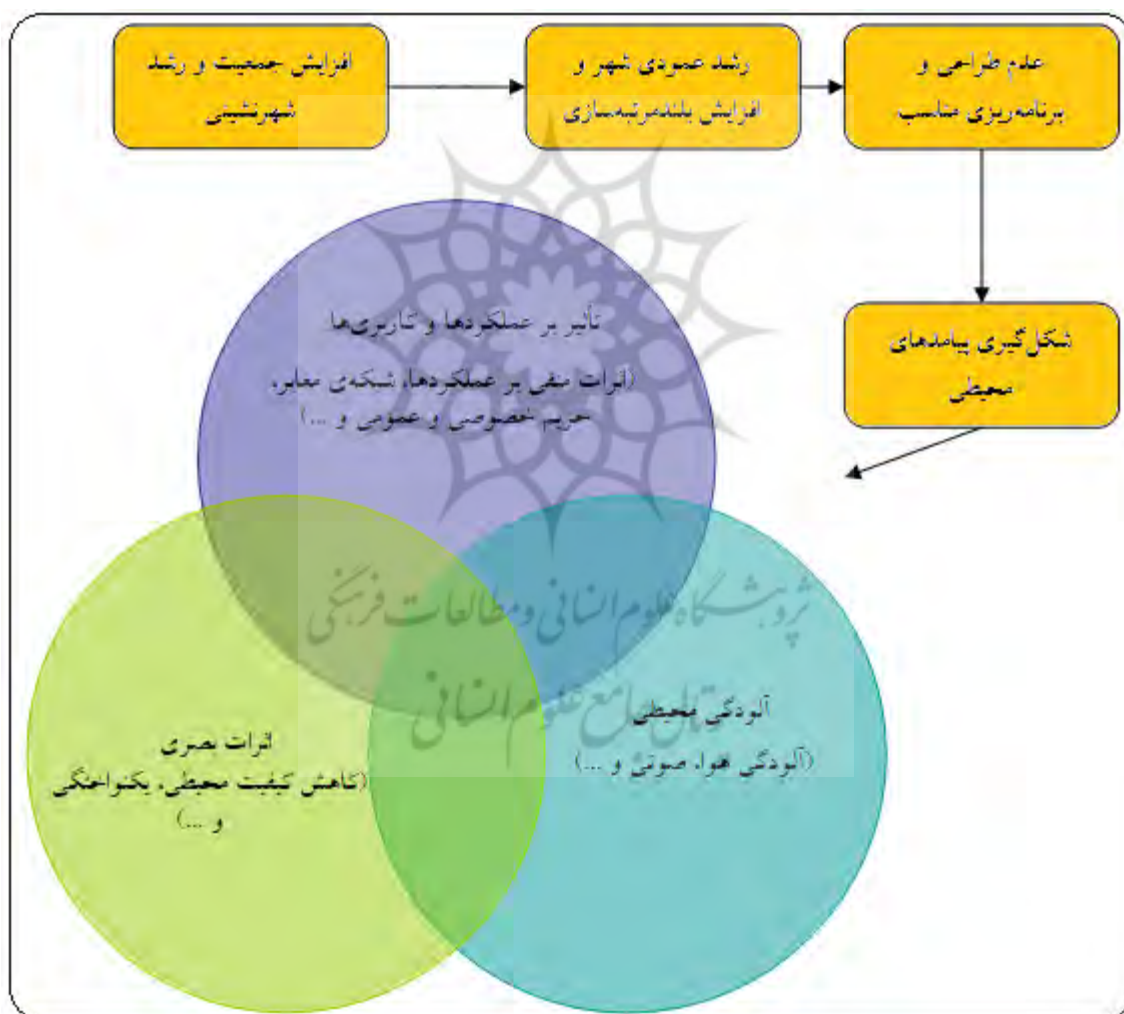 افزایش جمعیت و رشد
شهرنشینی
رشد عمودی شهر و
افزایش بلندمرتبه‌سازی
عدم طراحی و
برنامه‌ریزی مناسب
شکل‌گیری پیامدهای
محیطی
تأثیر بر عملکردها و کاربری‌ها
(اثرات منفی بر عملکردها، شبکه‌ی معابر،
حریم خصوصی و عمومی و ...)
آلودگی محیطی
(آلودگی هوا، صوتی و ...)
اثرات بصری
(کاهش کیفیت محیطی، یکنواختگی
و ...)
پژوهشگاه علوم انسانی و مطالعات فرهنگی
پرتال جامع علوم انسانی